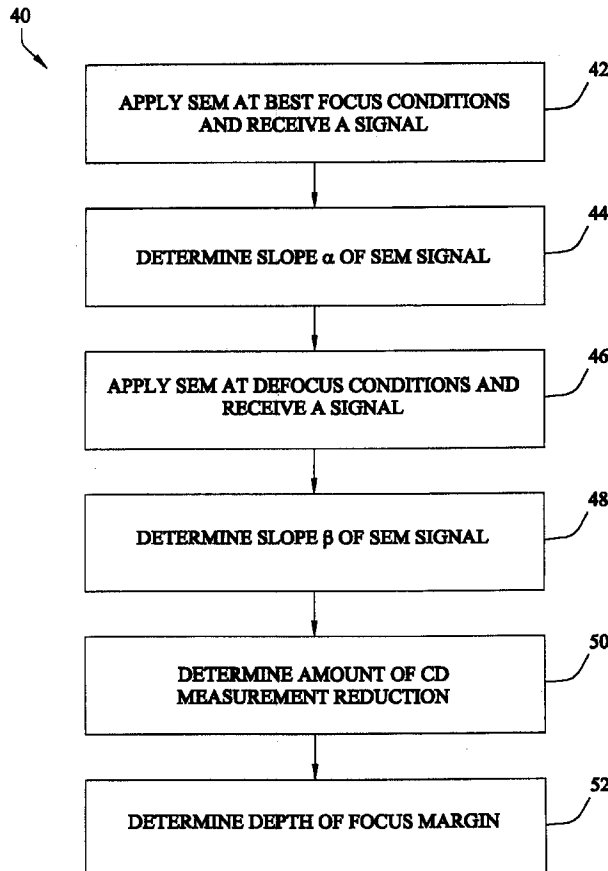 40
APPLY SEM AT BEST FOCUS CONDITIONS
AND RECEIVE A SIGNAL
42
DETERMINE SLOPE α OF SEM SIGNAL
44
APPLY SEM AT DEFOCUS CONDITIONS AND
RECEIVE A SIGNAL
46
DETERMINE SLOPE β OF SEM SIGNAL
48
DETERMINE AMOUNT OF CD
MEASUREMENT REDUCTION
50
DETERMINE DEPTH OF FOCUS MARGIN
52